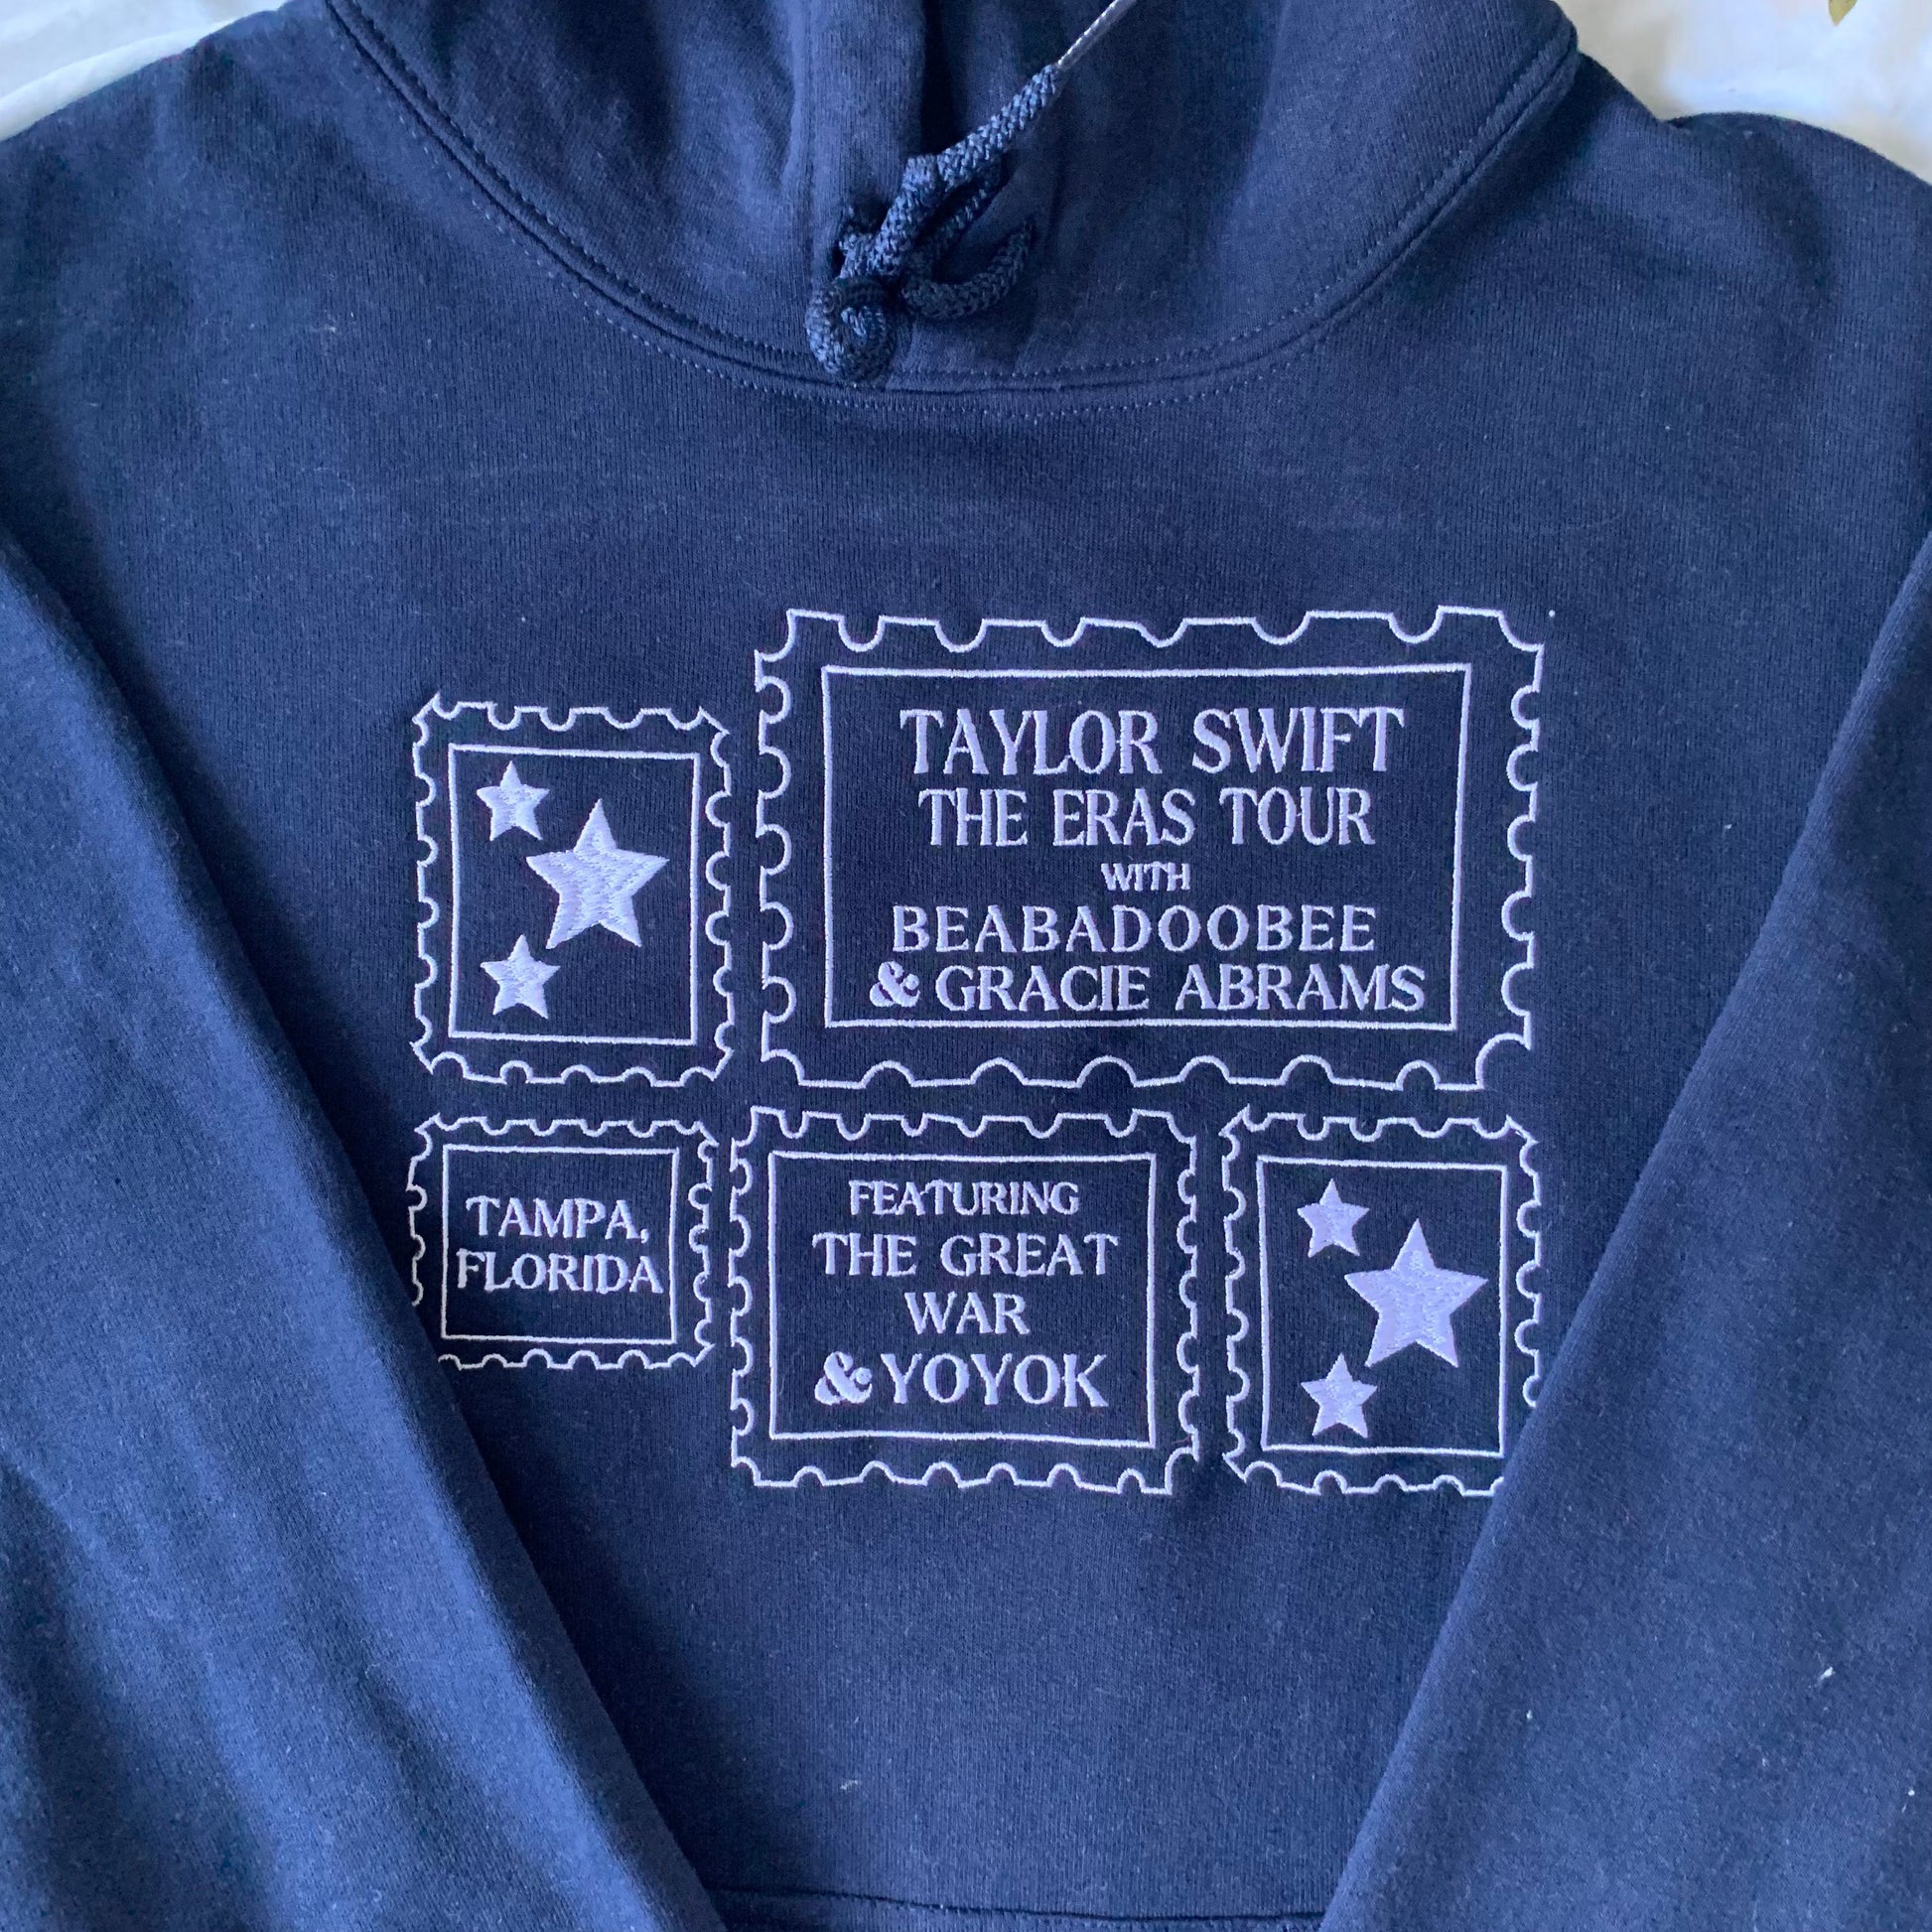 TAYLOR SWIFT
THE ERAS TOUR
WITH
BEABADOOBEE
& GRACIE ABRAMS
TAMPA,
FLORIDA
FEATURING
THE GREAT
WAR
& YOYOK